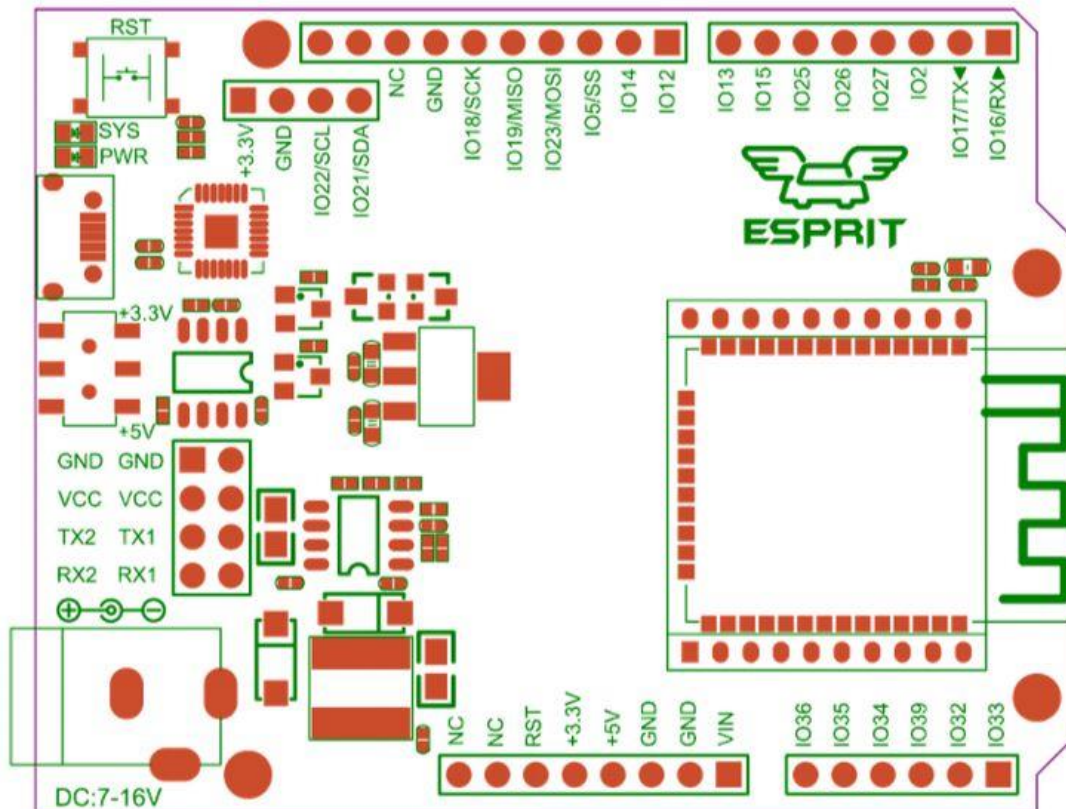 RST
NC
GND
IO18/SCK
IO19/MISO
IO23/MOSI
IO5/SS
IO14
IO12
IO13
IO15
IO25
IO26
IO27
IO2
IO17/TX◀
IO16/RX▶
SYS
PWR
+3.3V
GND
IO22/SCL
IO21/SDA
ESPRIT
+3.3V
+5V
GND GND
VCC VCC
TX2 TX1
RX2 RX1
NC
NC
RST
+3.3V
+5V
GND
GND
VIN
IO36
IO35
IO34
IO39
IO32
IO33
DC:7-16V